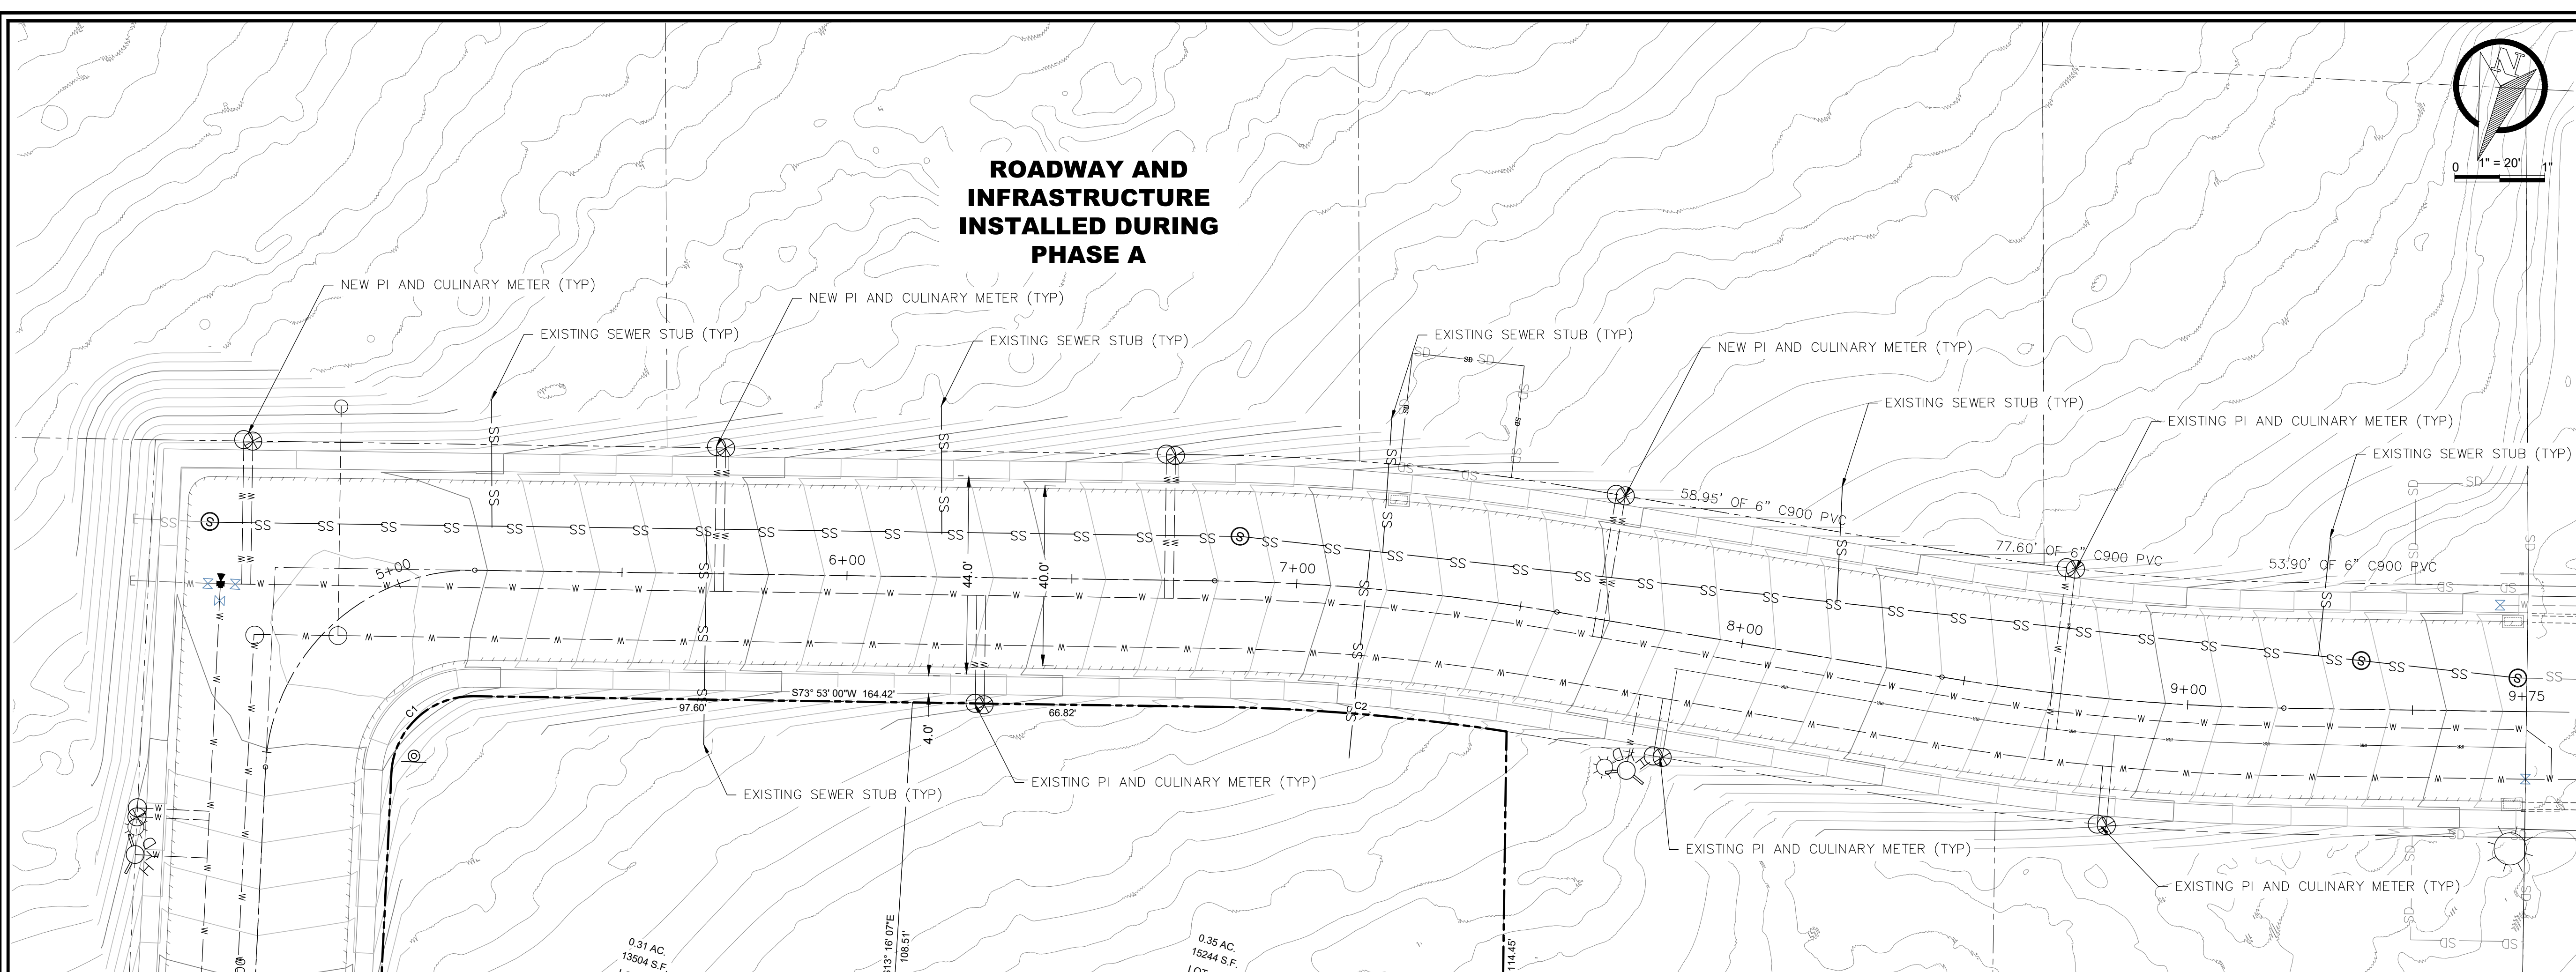 N
0 1" = 20' 1"
ROADWAY AND
INFRASTRUCTURE
INSTALLED DURING
PHASE A
NEW PI AND CULINARY METER (TYP)
NEW PI AND CULINARY METER (TYP)
EXISTING SEWER STUB (TYP)
EXISTING SEWER STUB (TYP)
EXISTING SEWER STUB (TYP)
NEW PI AND CULINARY METER (TYP)
EXISTING SEWER STUB (TYP)
EXISTING PI AND CULINARY METER (TYP)
EXISTING SEWER STUB (TYP)
58.95' OF 6" C900 PVC
77.60' OF 6" C900 PVC
53.90' OF 6" C900 PVC
5+00
6+00
7+00
8+00
9+00
9+75
44.0'
40.0'
S73° 53' 00"W 164.42'
97.60'
66.82'
4.0'
C1
C2
EXISTING SEWER STUB (TYP)
EXISTING PI AND CULINARY METER (TYP)
EXISTING PI AND CULINARY METER (TYP)
EXISTING PI AND CULINARY METER (TYP)
HYD
0.31 AC.
13504 S.F.
S13° 16' 07"E
108.51'
0.35 AC.
15244 S.F.
LOT
114.45'